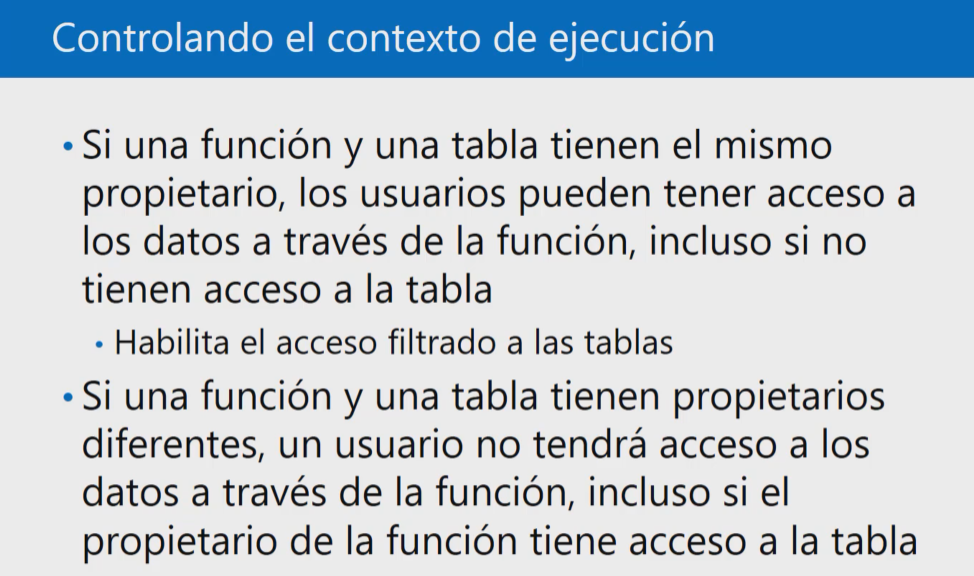 Controlando el contexto de ejecución
• Si una función y una tabla tienen el mismo
propietario, los usuarios pueden tener acceso a
los datos a través de la función, incluso si no
tienen acceso a la tabla
• Habilita el acceso filtrado a las tablas
• Si una función y una tabla tienen propietarios
diferentes, un usuario no tendrá acceso a los
datos a través de la función, incluso si el
propietario de la función tiene acceso a la tabla